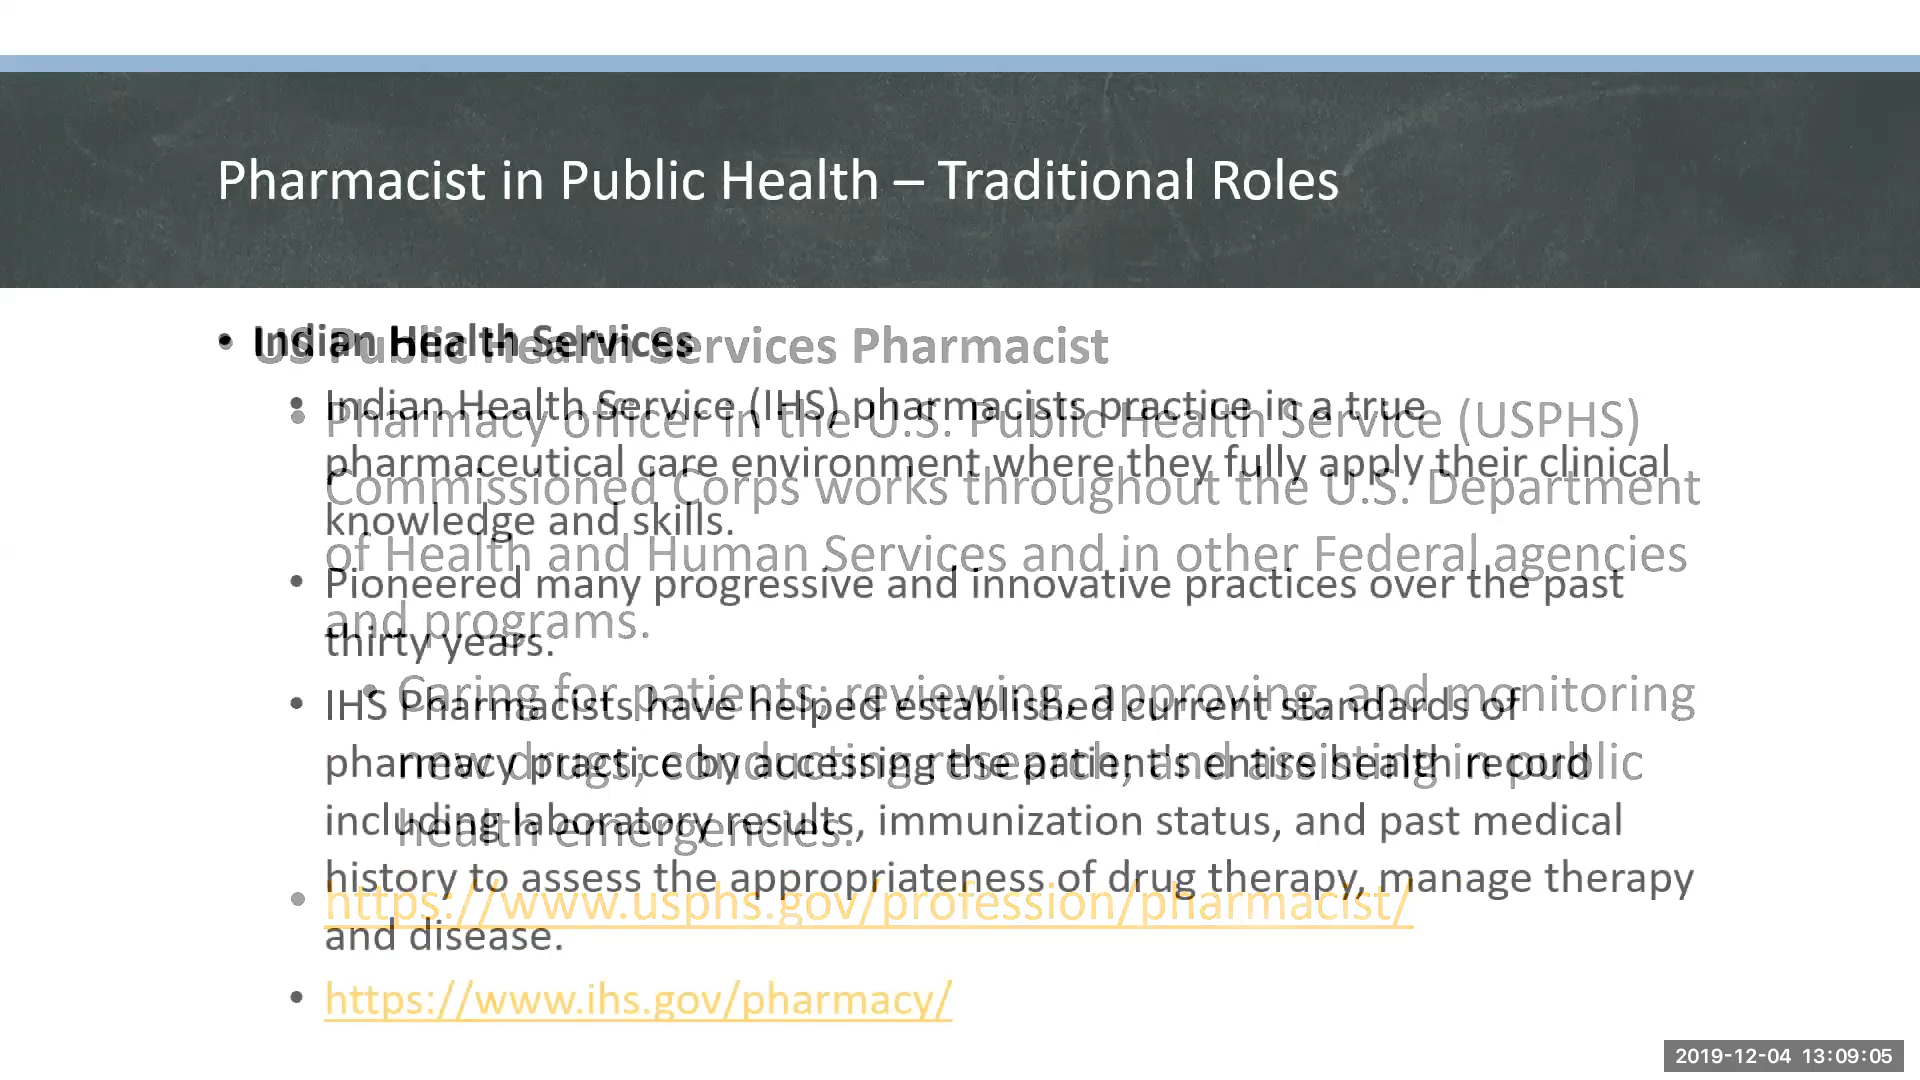 Pharmacist in Public Health – Traditional Roles
• Indian Health Services
• Indian Health Service (IHS) pharmacists practice in a true
pharmaceutical care environment where they fully apply their clinical
knowledge and skills.
• Pioneered many progressive and innovative practices over the past
thirty years.
• IHS Pharmacists have helped established current standards of
pharmacy practice by accessing the patient's entire health record
including laboratory results, immunization status, and past medical
history to assess the appropriateness of drug therapy, manage therapy
and disease.
• https://www.ihs.gov/pharmacy/
• US Public Health Services Pharmacist
• Pharmacy officer in the U.S. Public Health Service (USPHS)
Commissioned Corps works throughout the U.S. Department
of Health and Human Services and in other Federal agencies
and programs.
• Caring for patients; reviewing, approving, and monitoring
new drugs; conducting research; and assisting in public
health emergencies.
• https://www.usphs.gov/profession/pharmacist/
2019-12-04 13:09:05